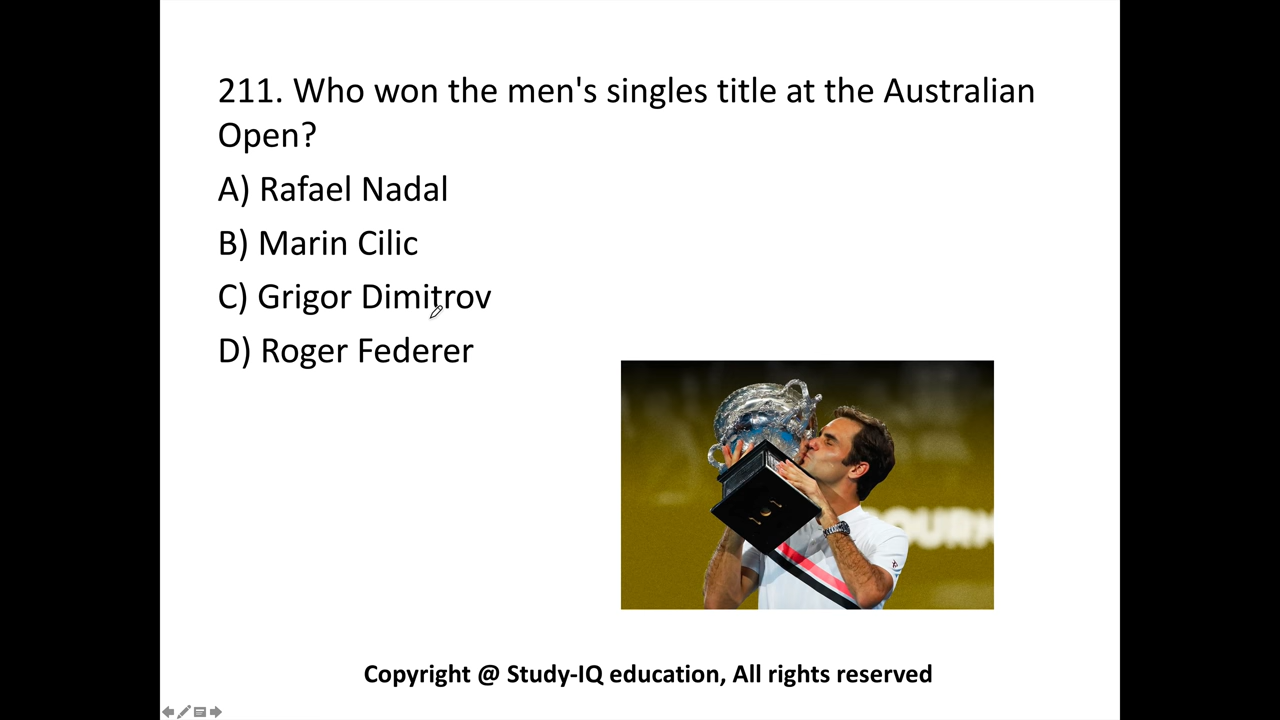 211. Who won the men's singles title at the Australian
Open?
A) Rafael Nadal
B) Marin Cilic
C) Grigor Dimitrov
D) Roger Federer
Copyright @ Study-IQ education, All rights reserved